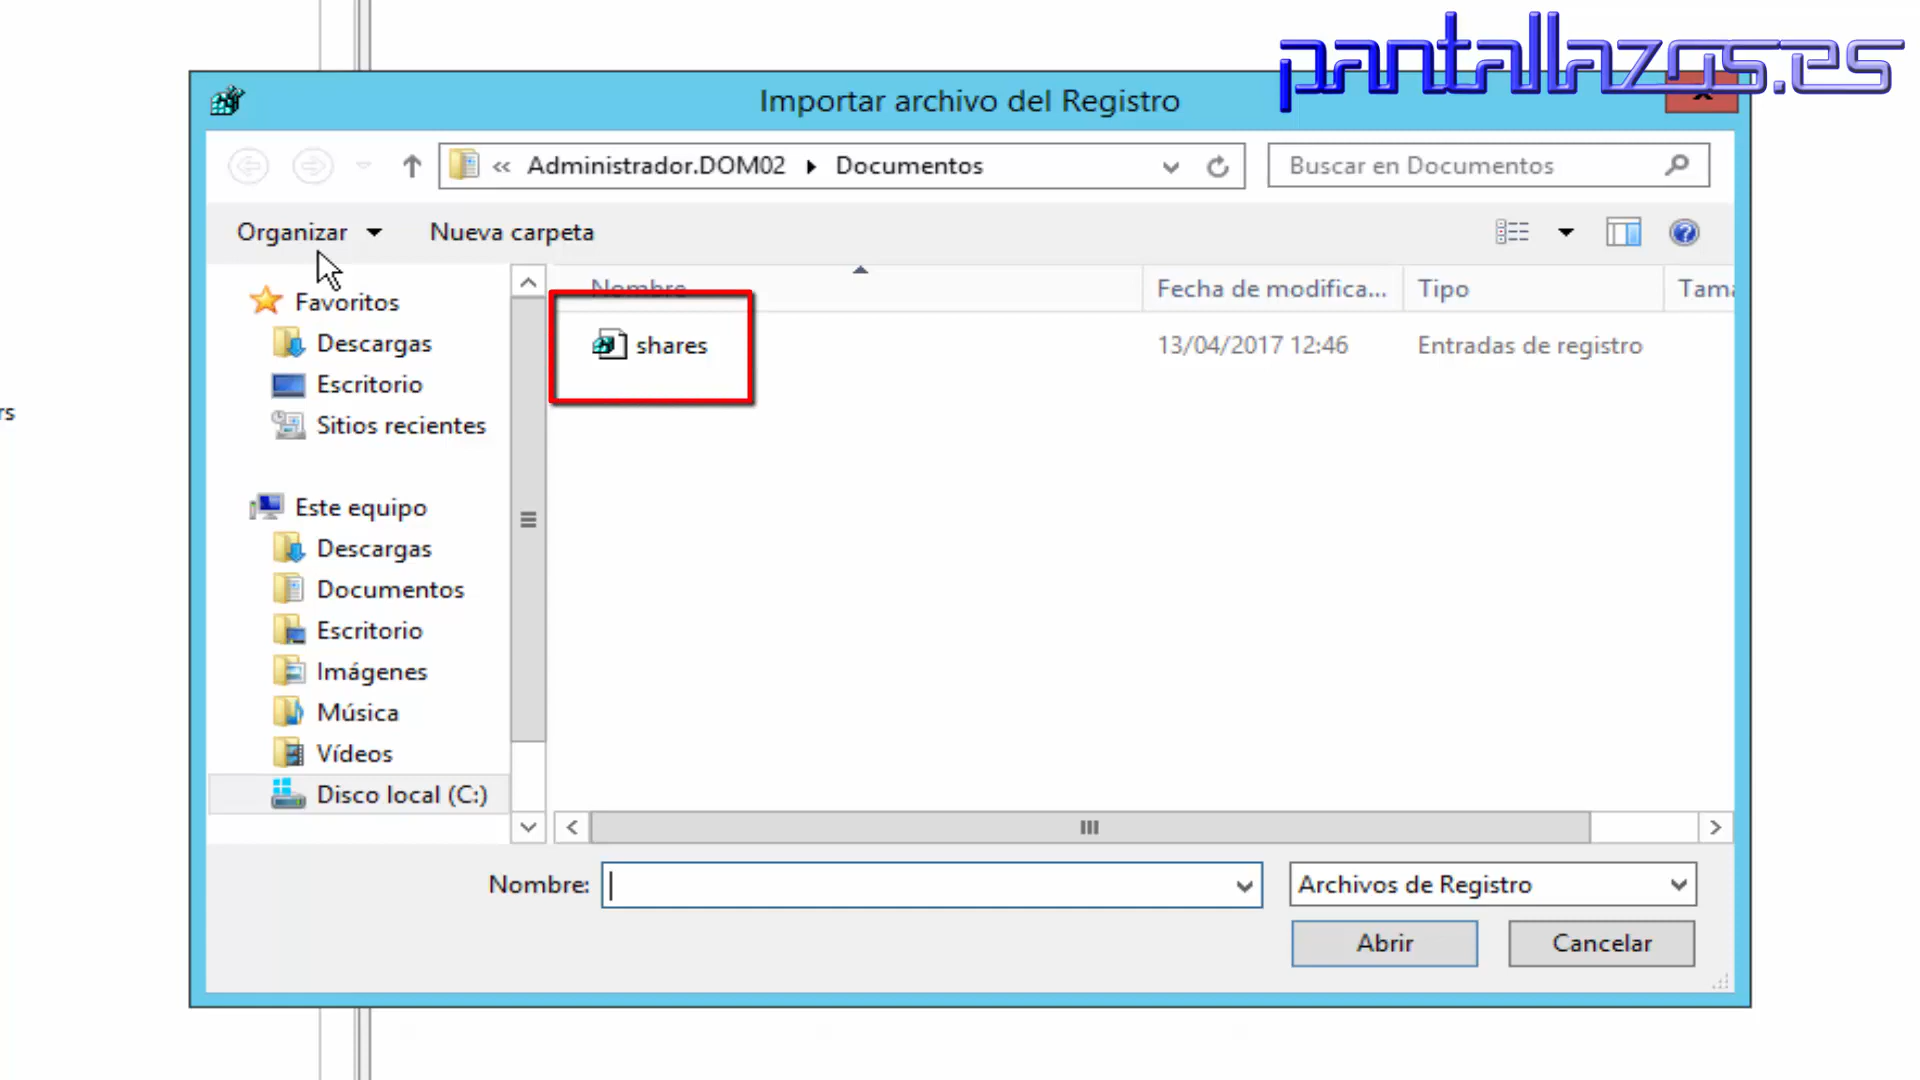 pantallazos.es
Importar archivo del Registro
« Administrador.DOM02 Documentos
Buscar en Documentos
Organizar
Nueva carpeta
Nombre
Fecha de modifica...
Tipo
Tama
Favoritos
shares
13/04/2017 12:46
Entradas de registro
Descargas
Escritorio
rs
Sitios recientes
Este equipo
Descargas
Documentos
Escritorio
Imágenes
Música
Vídeos
Disco local (C:)
Nombre:
Archivos de Registro
Abrir
Cancelar